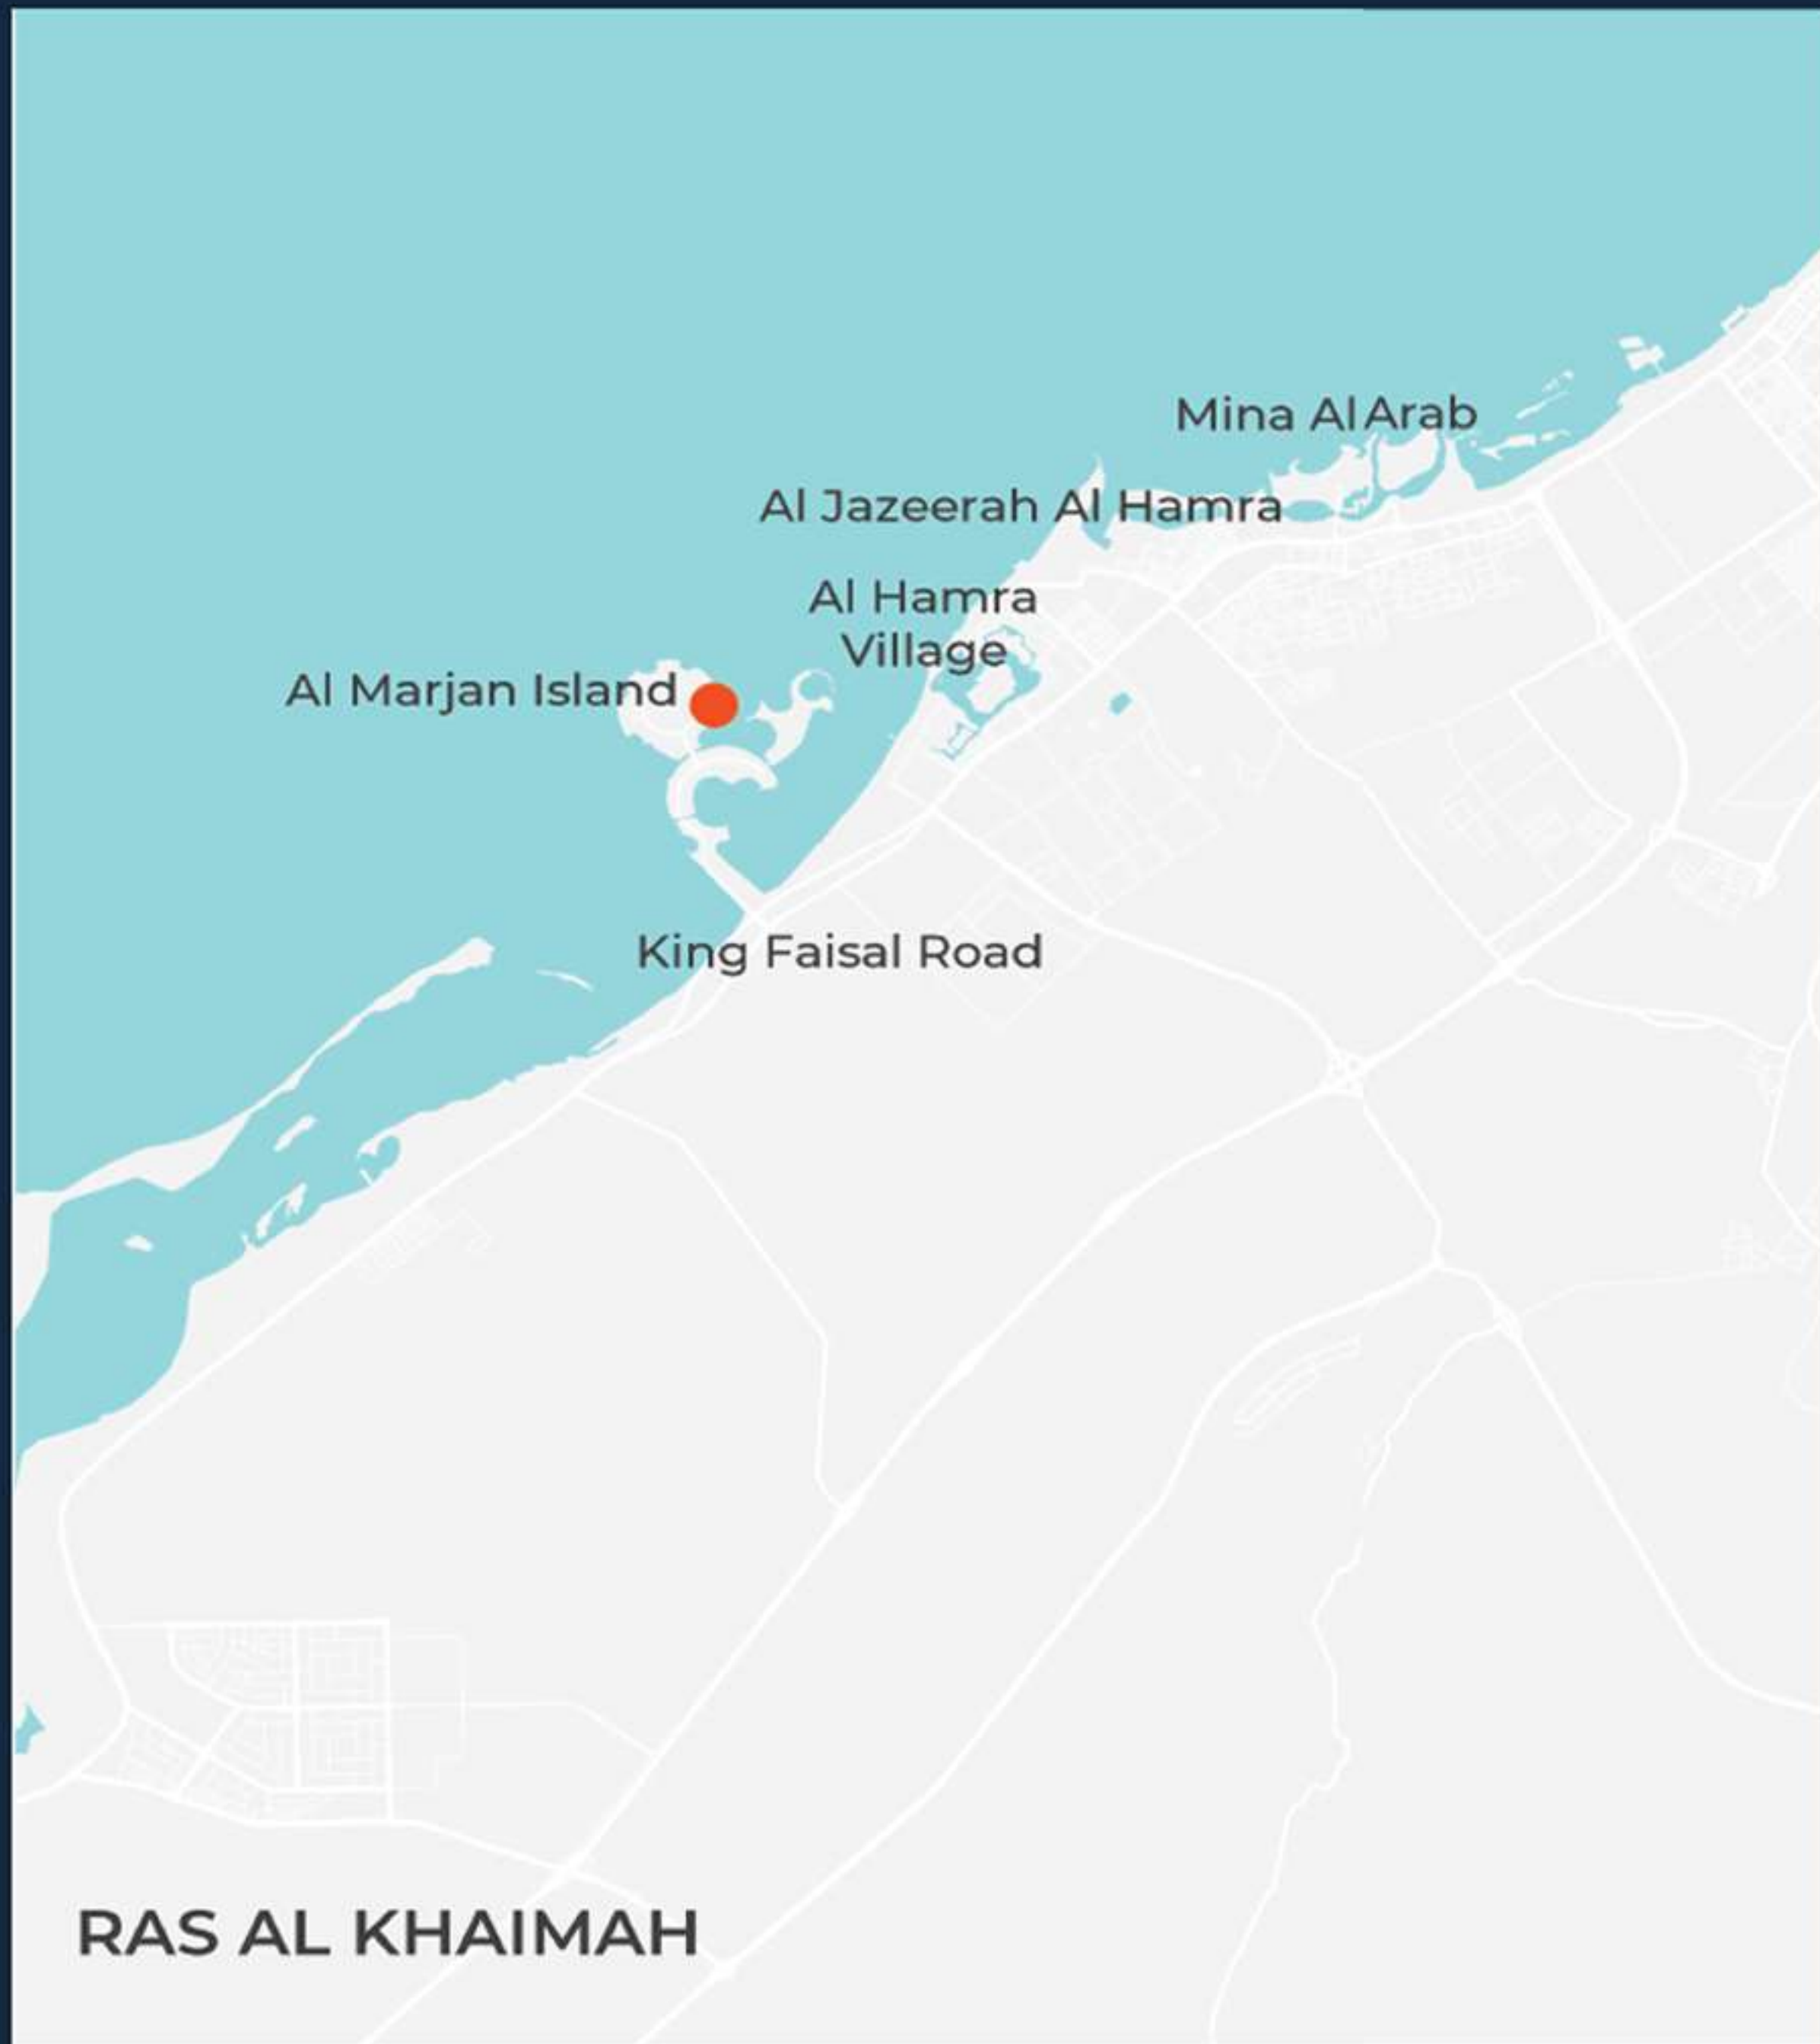 Mina Al Arab
Al Jazeerah Al Hamra
Al Hamra
Village
Al Marjan Island
King Faisal Road
RAS AL KHAIMAH